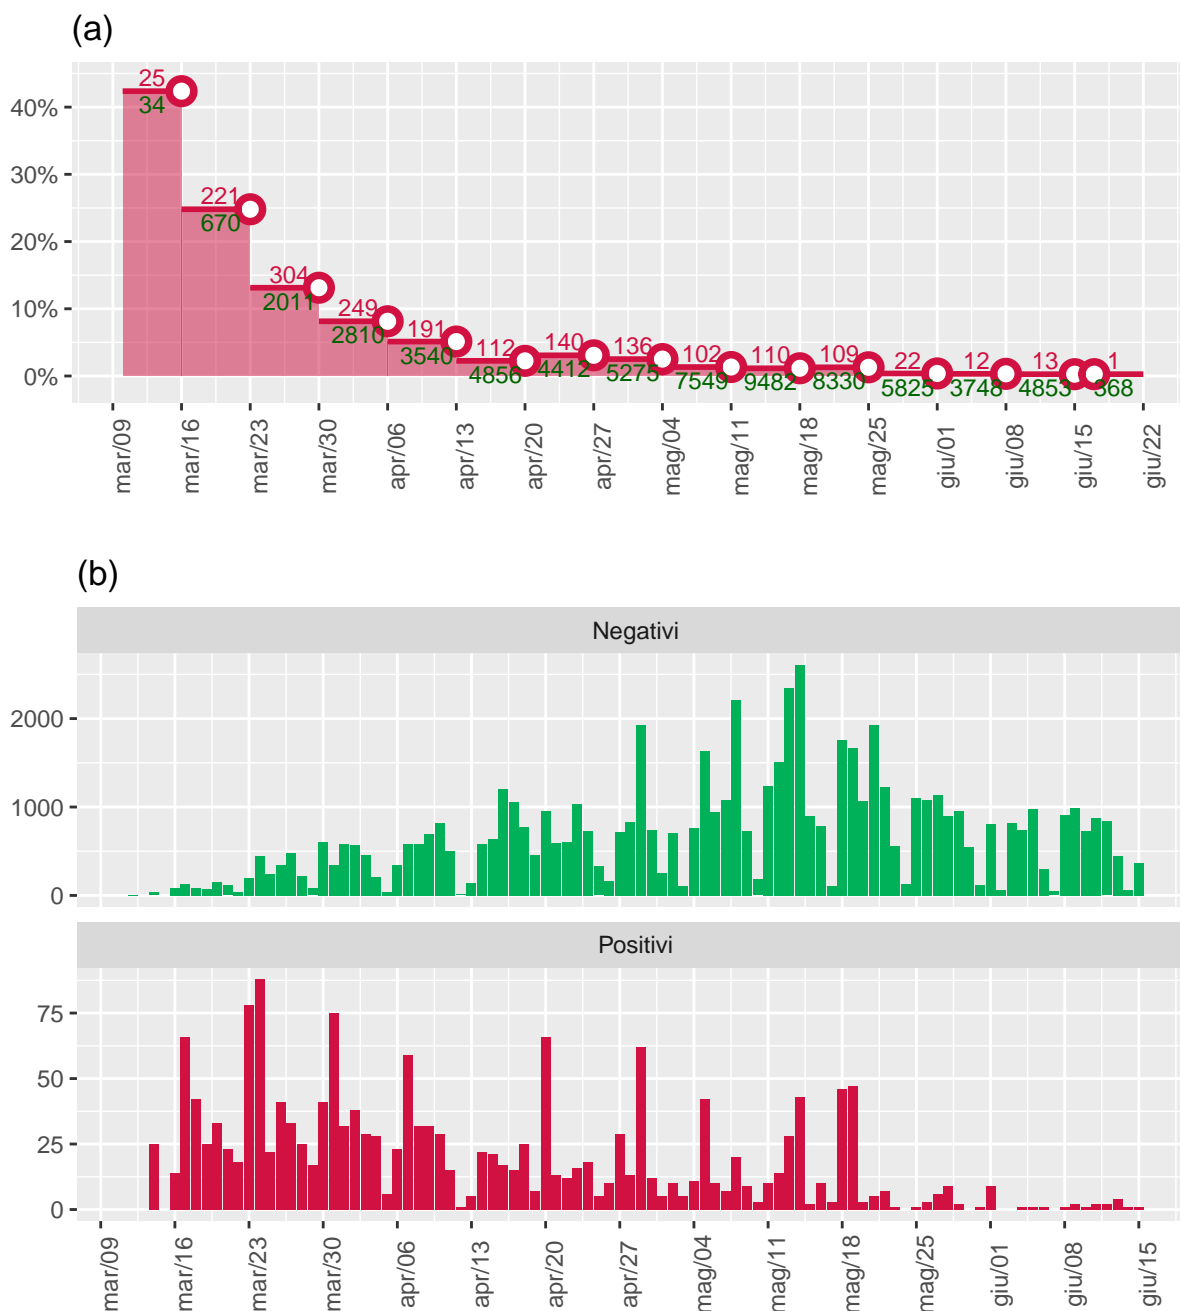 (a)
25 221 304 249 191 112 140 136 102 110 109 22 12 13 1
34 670 2011 2810 3540 4856 4412 5275 7549 9482 8330 5825 3748 4853 368
40%
30%
20%
10%
0%
mar/09 mar/16 mar/23 mar/30 apr/06 apr/13 apr/20 apr/27 mag/04 mag/11 mag/18 mag/25 giu/01 giu/08 giu/15 giu/22
(b)
Negativi
2000
1000
0
Positivi
75
50
25
0
mar/09 mar/16 mar/23 mar/30 apr/06 apr/13 apr/20 apr/27 mag/04 mag/11 mag/18 mag/25 giu/01 giu/08 giu/15